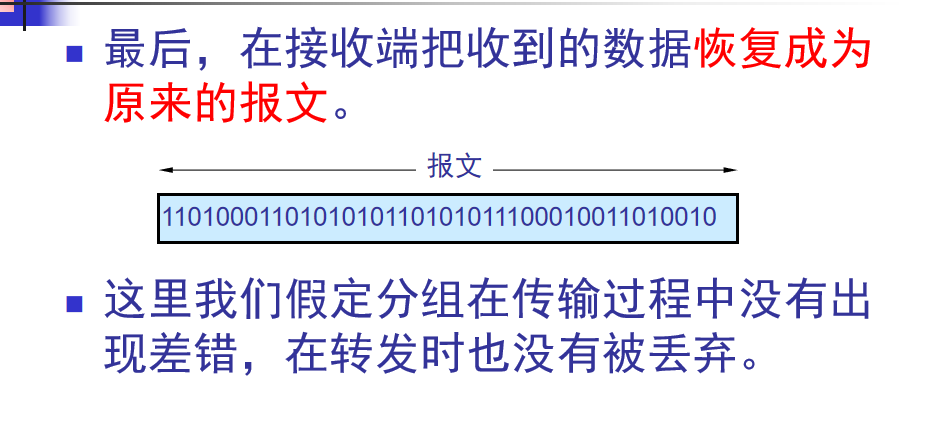 最后，在接收端把收到的数据恢复成为
原来的报文。
报文
1101000110101010110101011100010011010010
这里我们假定分组在传输过程中没有出
现差错，在转发时也没有被丢弃。